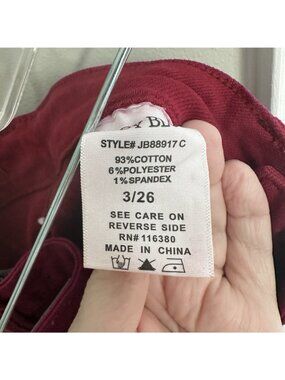 STYLE# JB88917 C
93%COTTON
6%POLYESTER
1%SPANDEX
3/26
SEE CARE ON
REVERSE SIDE
RN# 116380
MADE IN CHINA